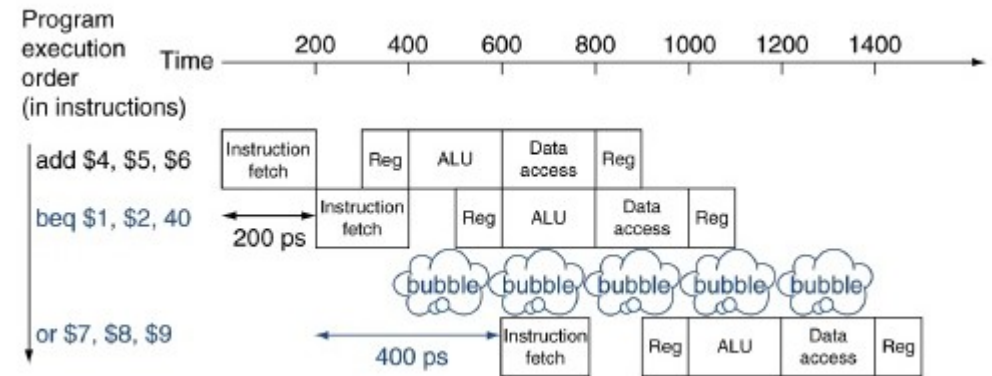 Program
execution
order
(in instructions)
Time
200 400 600 800 1000 1200 1400
add $4, $5, $6
Instruction
fetch
Reg
ALU
Data
access
Reg
beq $1, $2, 40
200 ps
Instruction
fetch
Reg
ALU
Data
access
Reg
bubble bubble bubble bubble bubble
or $7, $8, $9
400 ps
Instruction
fetch
Reg
ALU
Data
access
Reg